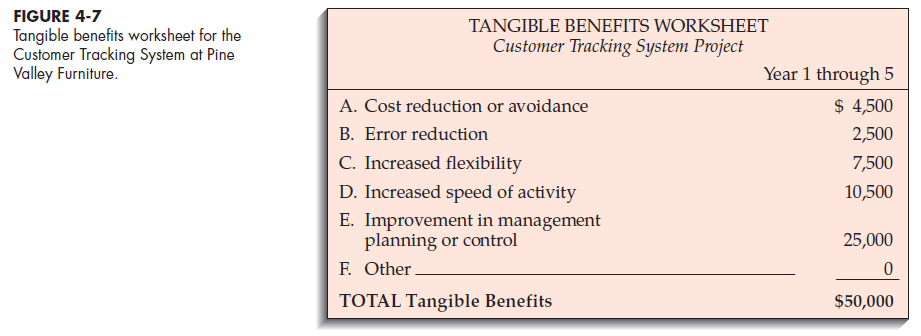 FIGURE 4-7
Tangible benefits worksheet for the
Customer Tracking System at Pine
Valley Furniture.
TANGIBLE BENEFITS WORKSHEET
Customer Tracking System Project
Year 1 through 5
A. Cost reduction or avoidance $ 4,500
B. Error reduction 2,500
C. Increased flexibility 7,500
D. Increased speed of activity 10,500
E. Improvement in management
planning or control 25,000
F. Other 0
TOTAL Tangible Benefits $50,000